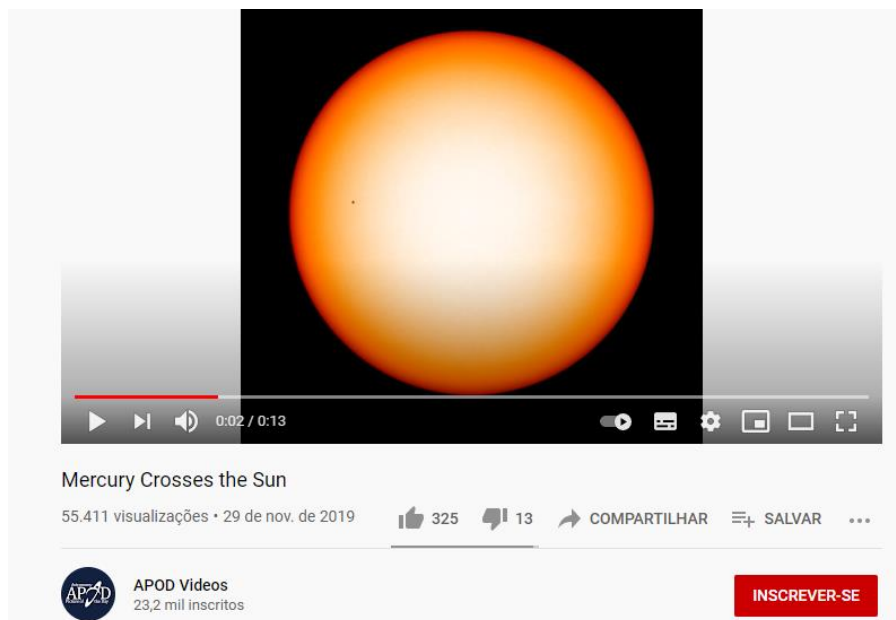 0:02 / 0:13
Mercury Crosses the Sun
55.411 visualizações • 29 de nov. de 2019 325 13 COMPARTILHAR SALVAR
APOD
APOD Videos
23,2 mil inscritos
INSCREVER-SE